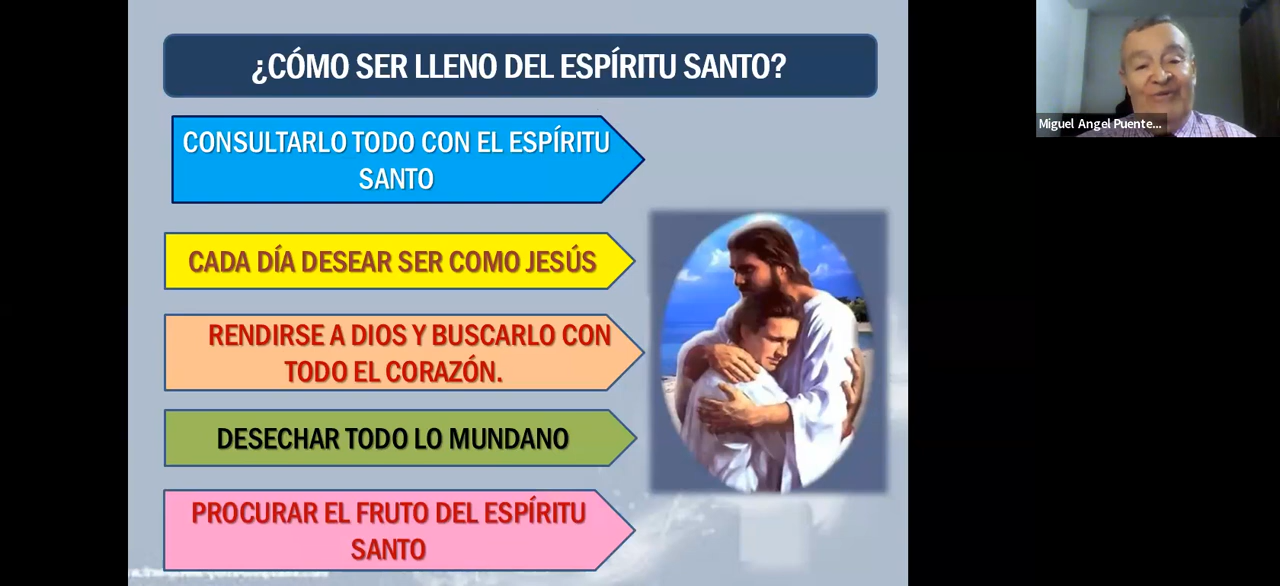 ¿CÓMO SER LLENO DEL ESPÍRITU SANTO?
CONSULTARLO TODO CON EL ESPÍRITU
SANTO
CADA DÍA DESEAR SER COMO JESÚS
RENDIRSE A DIOS Y BUSCARLO CON
TODO EL CORAZÓN.
DESECHAR TODO LO MUNDANO
PROCURAR EL FRUTO DEL ESPÍRITU
SANTO
Miguel Angel Puente...